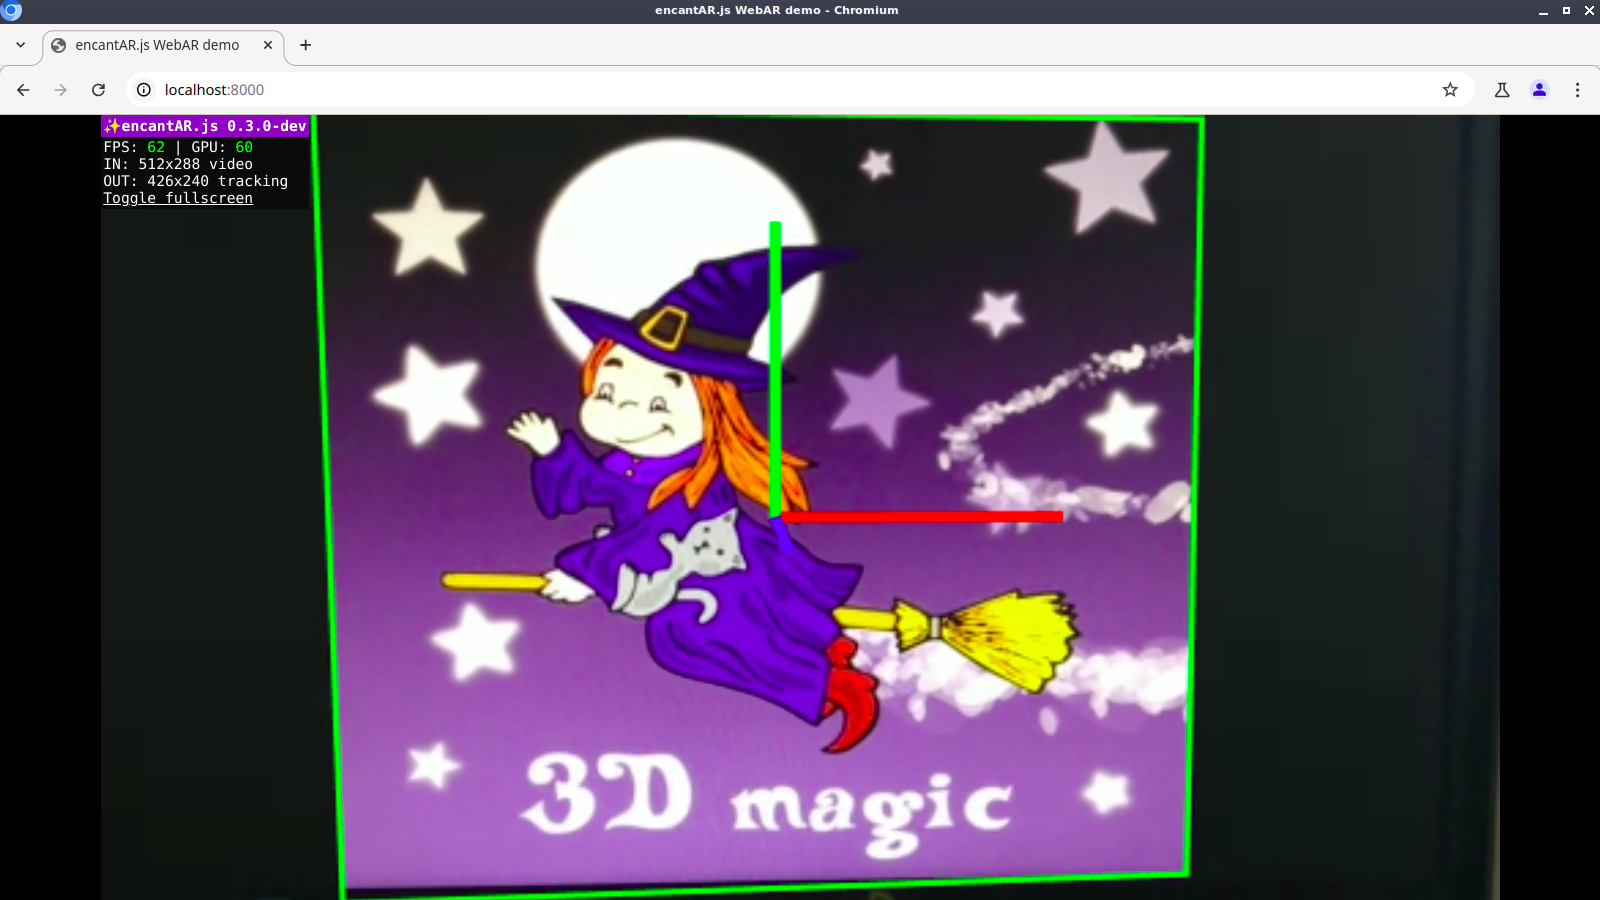 encantAR.js WebAR demo - Chromium
encantAR.js WebAR demo
localhost:8000
✨encantAR.js 0.3.0-dev
FPS: 62 | GPU: 60
IN: 512x288 video
OUT: 426x240 tracking
Toggle fullscreen
3D magic